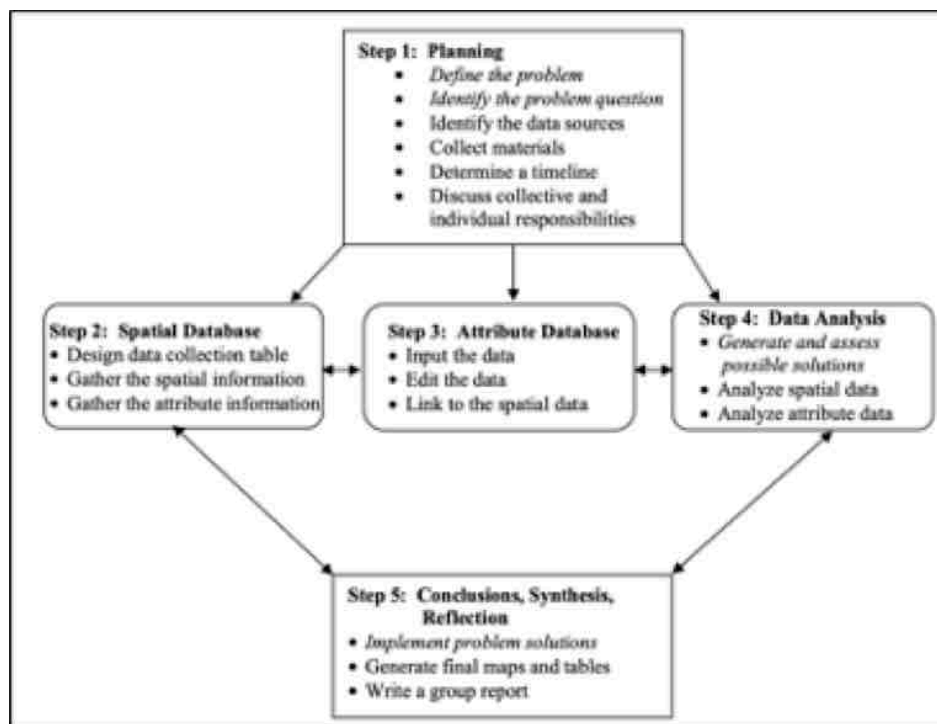 Step 1: Planning
• Define the problem
• Identify the problem question
• Identify the data sources
• Collect materials
• Determine a timeline
• Discuss collective and
individual responsibilities
Step 2: Spatial Database
• Design data collection table
• Gather the spatial information
• Gather the attribute information
Step 3: Attribute Database
• Input the data
• Edit the data
• Link to the spatial data
Step 4: Data Analysis
• Generate and assess
possible solutions
• Analyze spatial data
• Analyze attribute data
Step 5: Conclusions, Synthesis,
Reflection
• Implement problem solutions
• Generate final maps and tables
• Write a group report